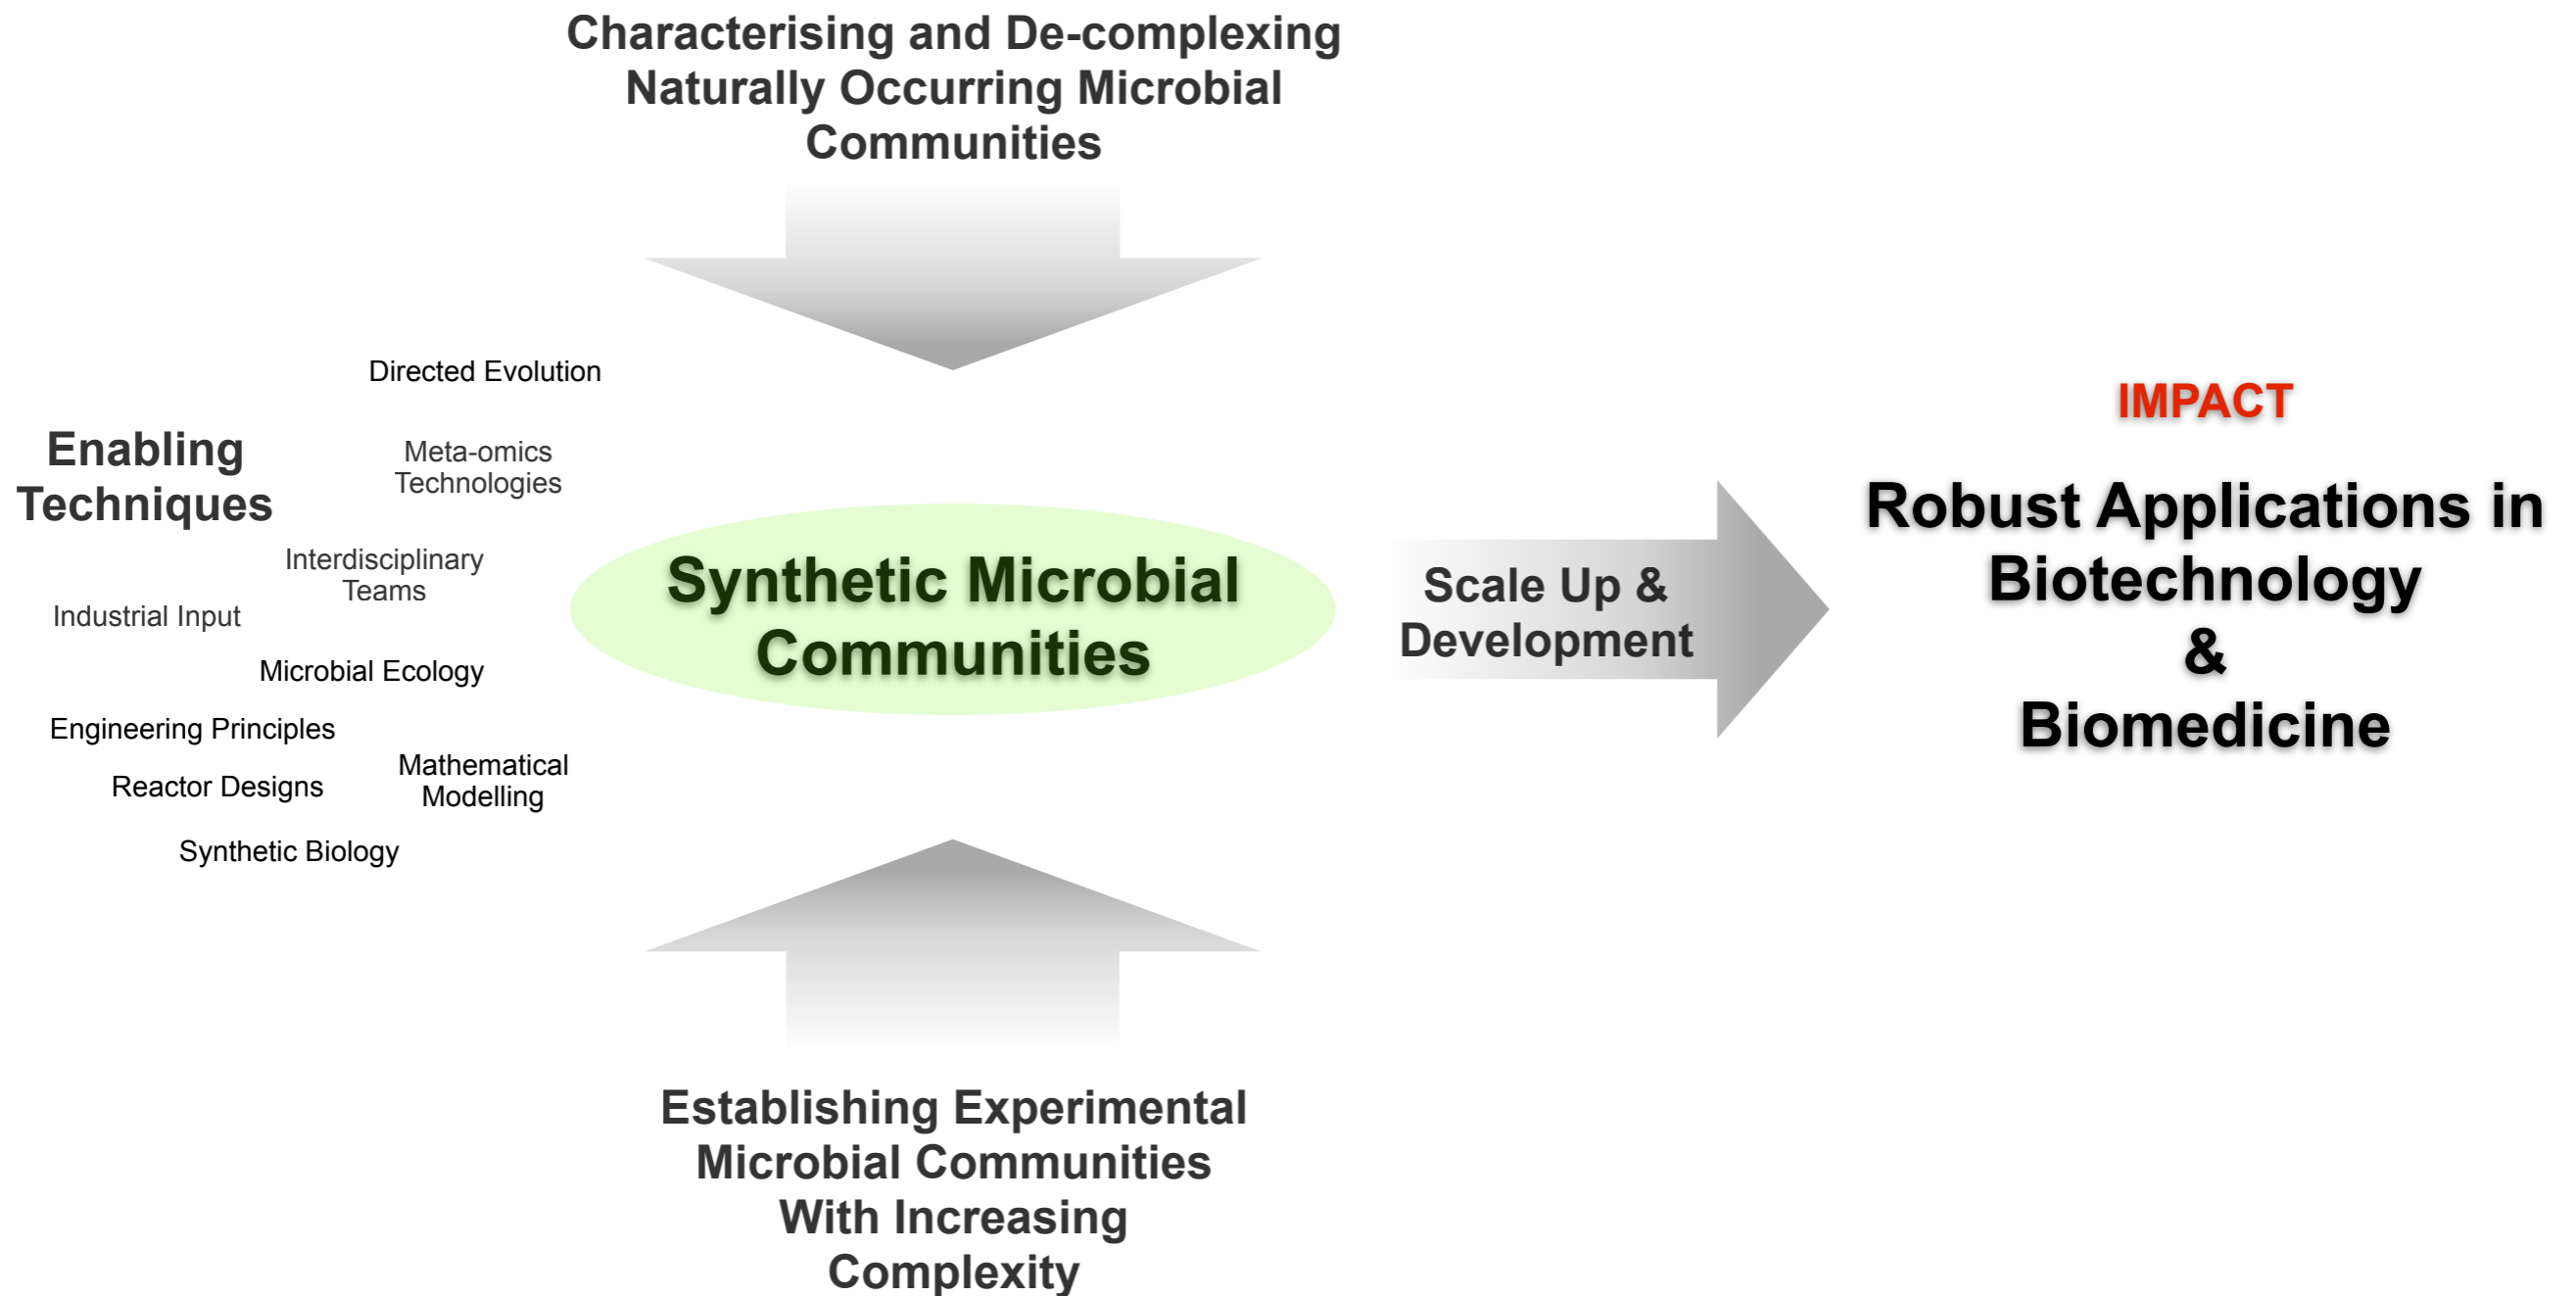 Characterising and De-complexing
Naturally Occurring Microbial
Communities
Directed Evolution
Enabling
Techniques
Meta-omics
Technologies
Interdisciplinary
Teams
Industrial Input
Microbial Ecology
Engineering Principles
Mathematical
Modelling
Reactor Designs
Synthetic Biology
Synthetic Microbial
Communities
Scale Up &
Development
IMPACT
Robust Applications in
Biotechnology
&
Biomedicine
Establishing Experimental
Microbial Communities
With Increasing
Complexity